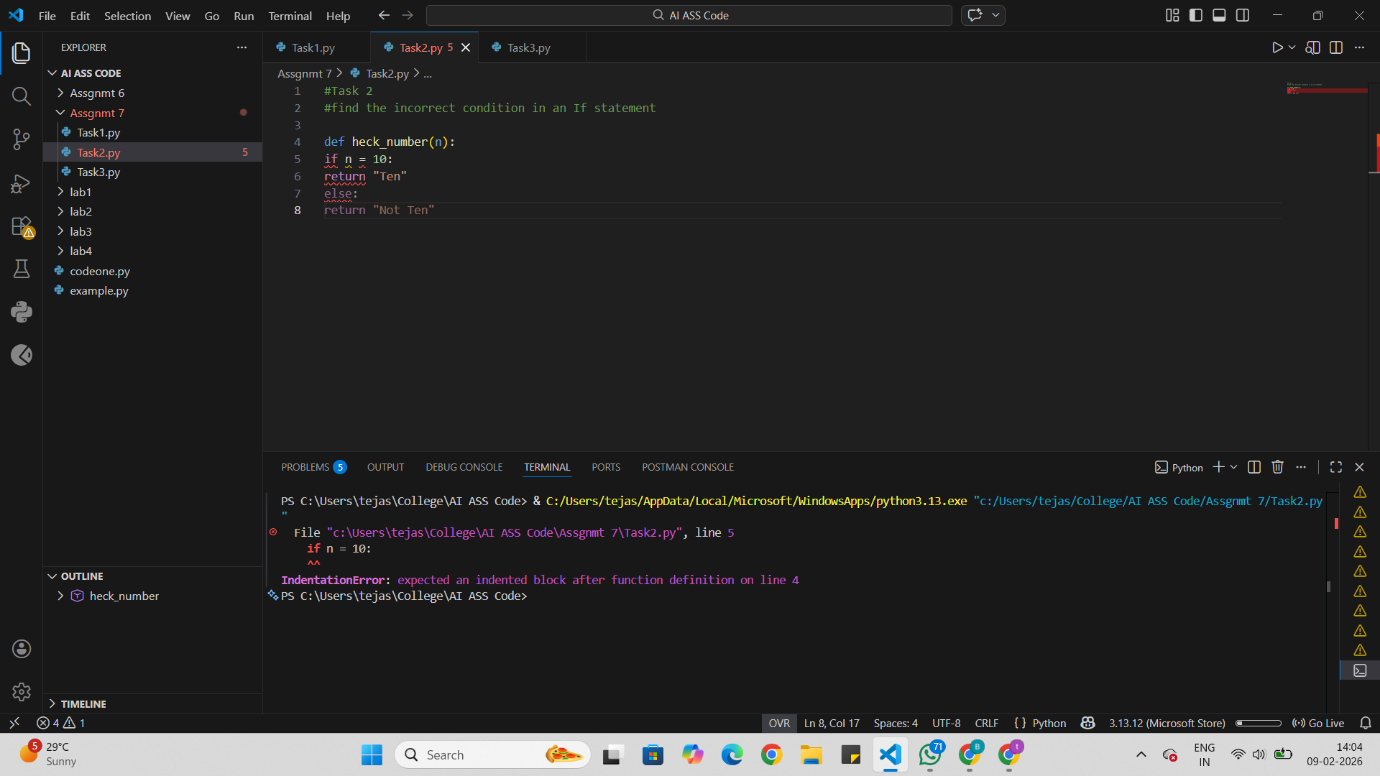 File Edit Selection View Go Run Terminal Help
AI ASS Code
EXPLORER
AI ASS CODE
Assgnmt 6
Assgnmt 7
Task1.py
Task2.py 5
Task3.py
lab1
lab2
lab3
lab4
codeone.py
example.py
OUTLINE
heck_number
TIMELINE
Task1.py
Task2.py 5
Task3.py
Assgnmt 7 > Task2.py > ...
1 #Task 2
2 #find the incorrect condition in an If statement
3
4 def heck_number(n):
5 if n = 10:
6 return "Ten"
7 else:
8 return "Not Ten"
PROBLEMS 5 OUTPUT DEBUG CONSOLE TERMINAL PORTS POSTMAN CONSOLE
Python
PS C:\Users\tejas\College\AI ASS Code> & C:/Users/tejas/AppData/Local/Microsoft/WindowsApps/python3.13.exe "c:/Users/tejas/College/AI ASS Code/Assgnmt 7/Task2.py
"
File "c:\Users\tejas\College\AI ASS Code\Assgnmt 7\Task2.py", line 5
if n = 10:
^^
IndentationError: expected an indented block after function definition on line 4
PS C:\Users\tejas\College\AI ASS Code>
4 1
OVR Ln 8, Col 17 Spaces: 4 UTF-8 CRLF {} Python 3.13.12 (Microsoft Store) Go Live
5
29°C
Sunny
Search
71
8
1
ENG
IN
14:04
09-02-2026